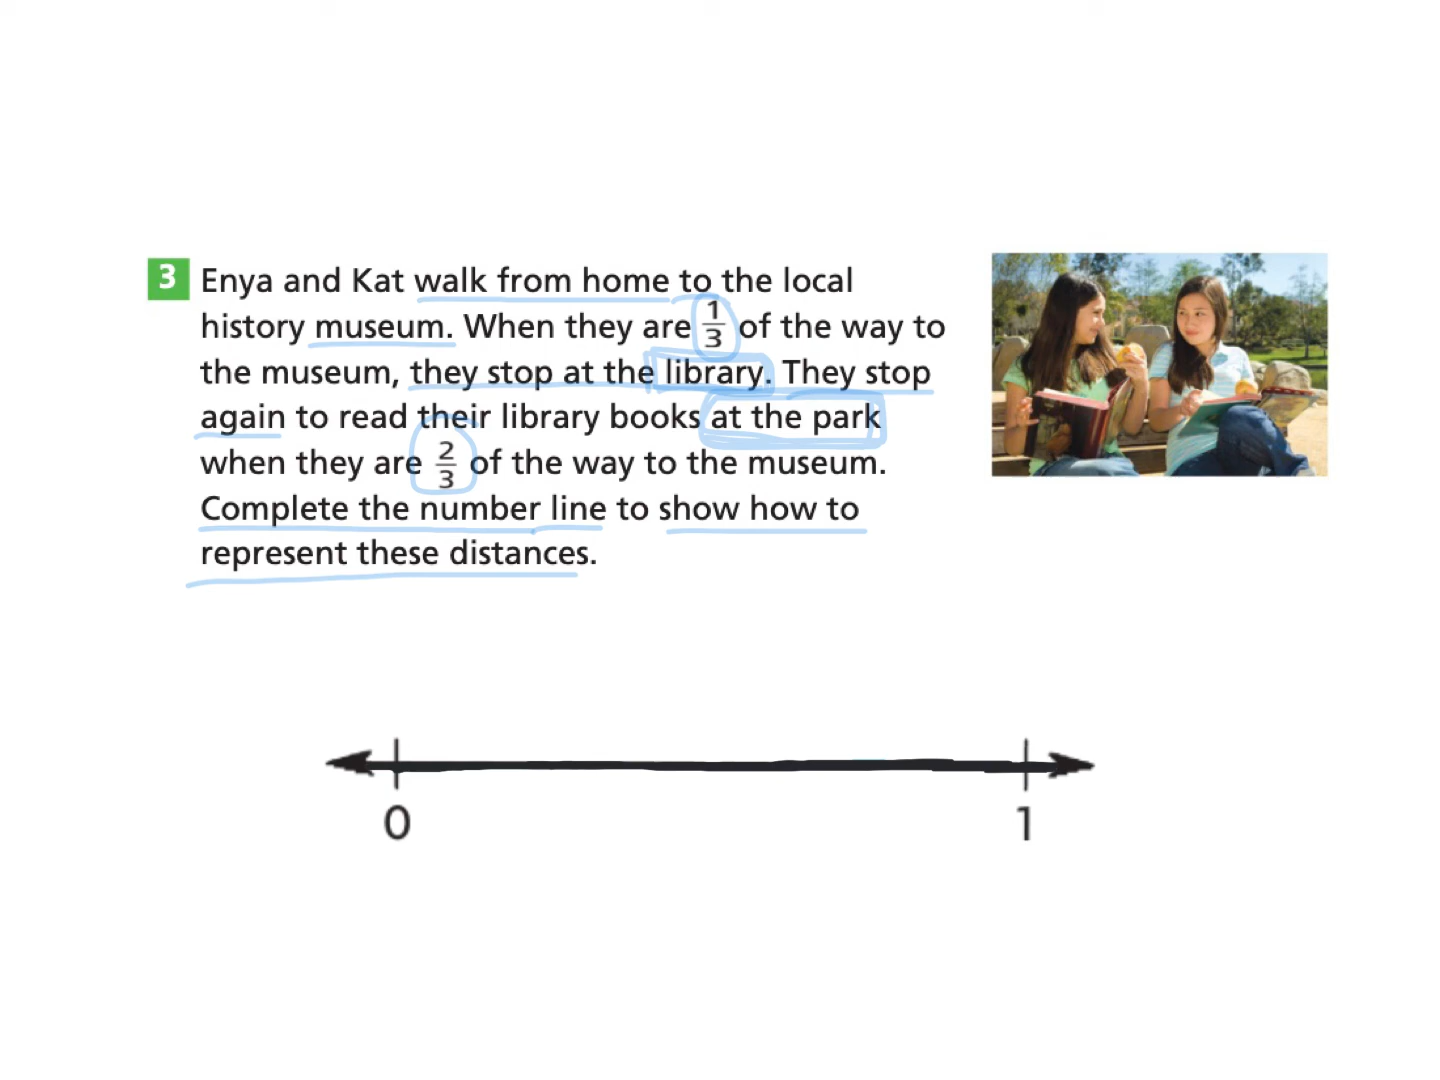 3 Enya and Kat walk from home to the local
history museum. When they are 1/3 of the way to
the museum, they stop at the library. They stop
again to read their library books at the park
when they are 2/3 of the way to the museum.
Complete the number line to show how to
represent these distances.
0 1